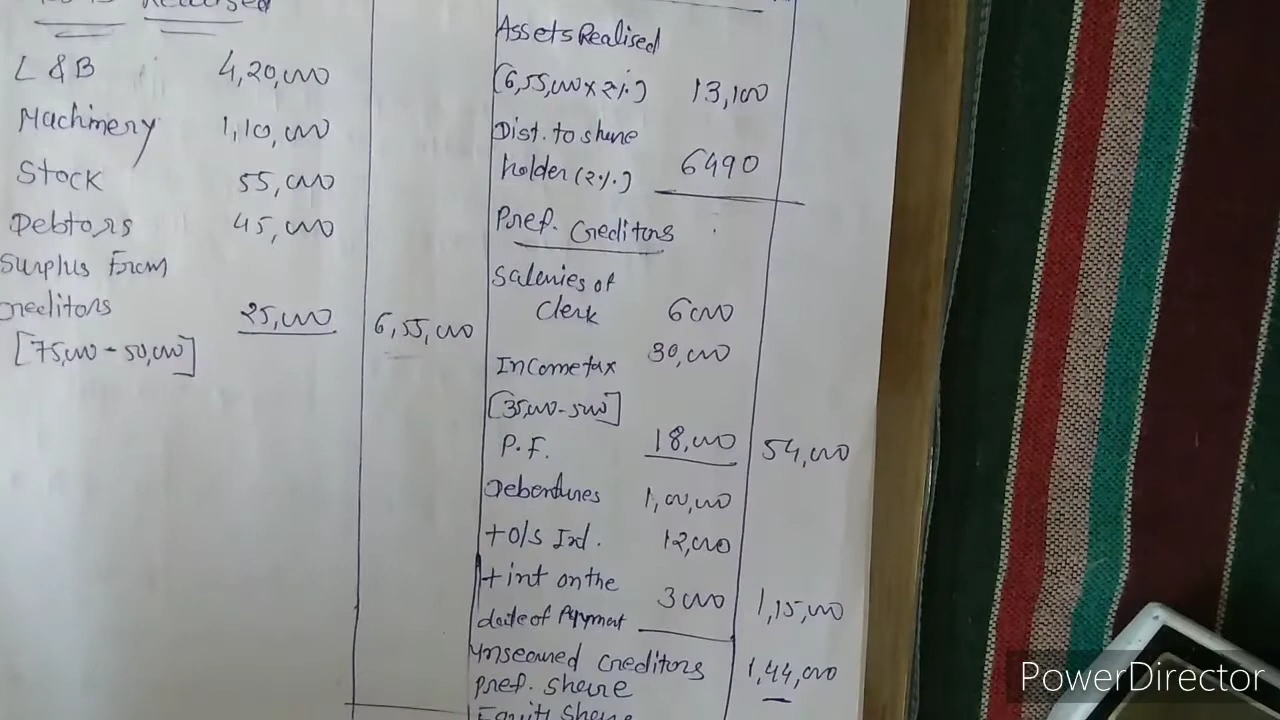 L & B 4,20,000
Machinery 1,10,000
Stock 55,000
Debtors 45,000
Surplus from
creditors 25,000 6,55,000
[75,000 - 50,000]
Assets Realised
(6,55,000 x 2%) 13,100
Dist. to share
holder (2%) 6490
Pref. Creditors
Salaries of
Clerk 6000
Income tax 30,000
[35,000 - 5000]
P.F. 18,000 54,000
Debentures 1,00,000
+ O/s Int. 12,000
+ int on the
date of Payment 3000 1,15,000
Unsecured Creditors 1,44,000
Pref. share
Equity Share
PowerDirector